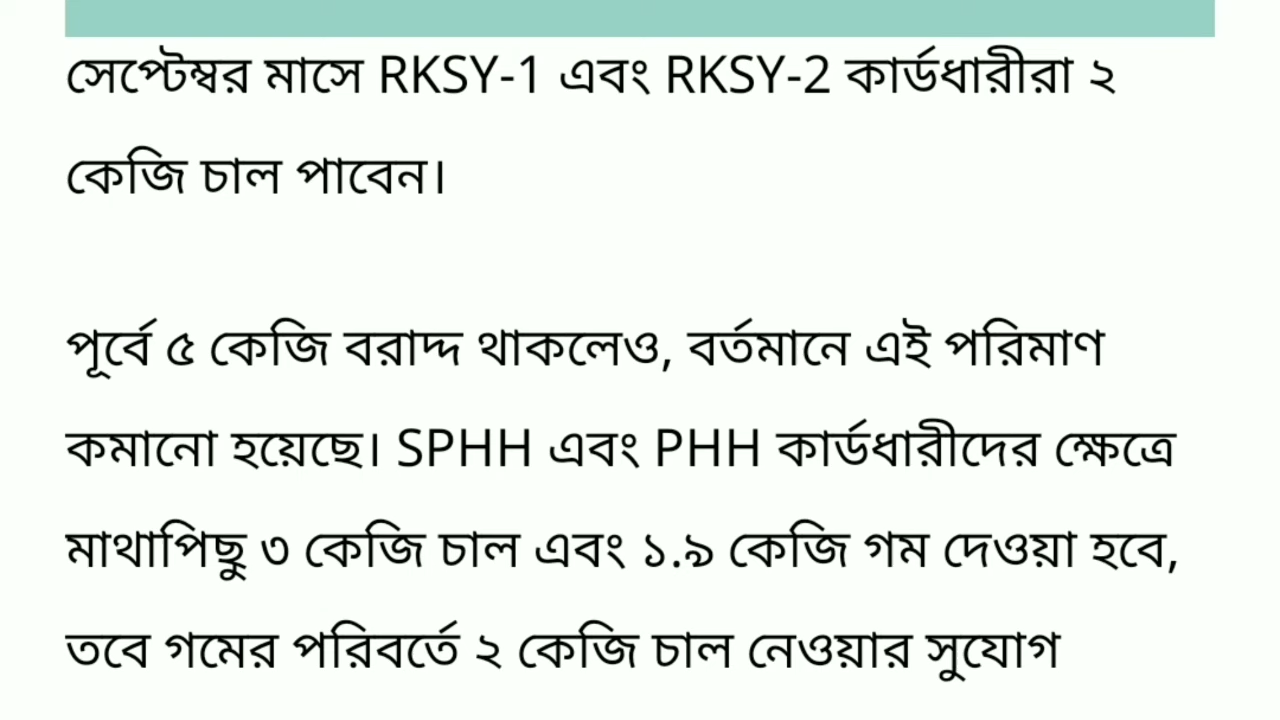 সেপ্টেম্বর মাসে RKSY-1 এবং RKSY-2 কার্ডধারীরা ২
কেজি চাল পাবেন।
পূর্বে ৫ কেজি বরাদ্দ থাকলেও, বর্তমানে এই পরিমাণ
কমানো হয়েছে। SPHH এবং PHH কার্ডধারীদের ক্ষেত্রে
মাথাপিছু ৩ কেজি চাল এবং ১.৯ কেজি গম দেওয়া হবে,
তবে গমের পরিবর্তে ২ কেজি চাল নেওয়ার সুযোগ